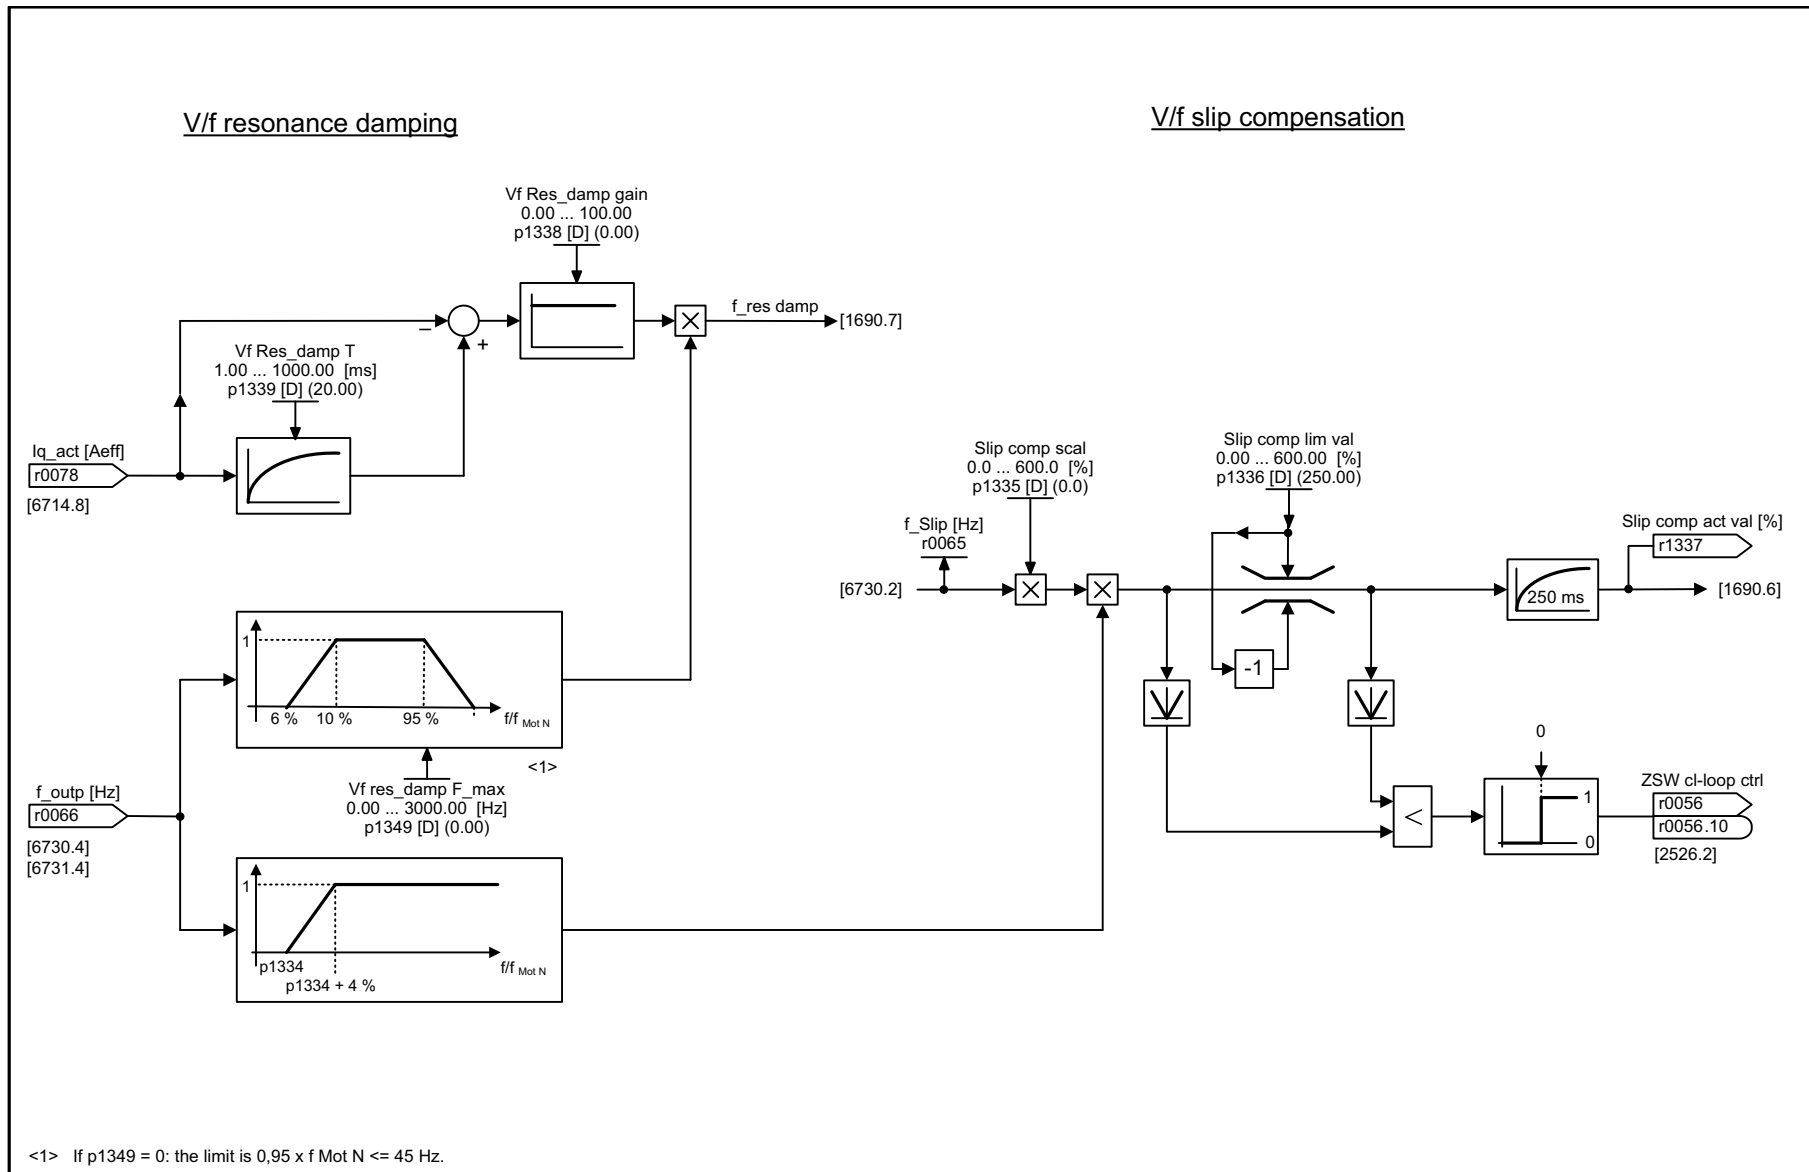 V/f resonance damping
V/f slip compensation
Vf Res_damp gain
0.00 ... 100.00
p1338 [D] (0.00)
f_res damp
[1690.7]
–
+
Vf Res_damp T
1.00 ... 1000.00 [ms]
p1339 [D] (20.00)
Iq_act [Aeff]
r0078
[6714.8]
Slip comp scal
0.0 ... 600.0 [%]
p1335 [D] (0.0)
Slip comp lim val
0.00 ... 600.00 [%]
p1336 [D] (250.00)
f_Slip [Hz]
r0065
[6730.2]
Slip comp act val [%]
r1337
250 ms
[1690.6]
-1
1
6 %
10 %
95 %
f/f Mot N
<1>
Vf res_damp F_max
0.00 ... 3000.00 [Hz]
p1349 [D] (0.00)
f_outp [Hz]
r0066
[6730.4]
[6731.4]
0
<
1
0
ZSW cl-loop ctrl
r0056
r0056.10
[2526.2]
1
p1334
p1334 + 4 %
f/f Mot N
<1> If p1349 = 0: the limit is 0,95 x f Mot N <= 45 Hz.